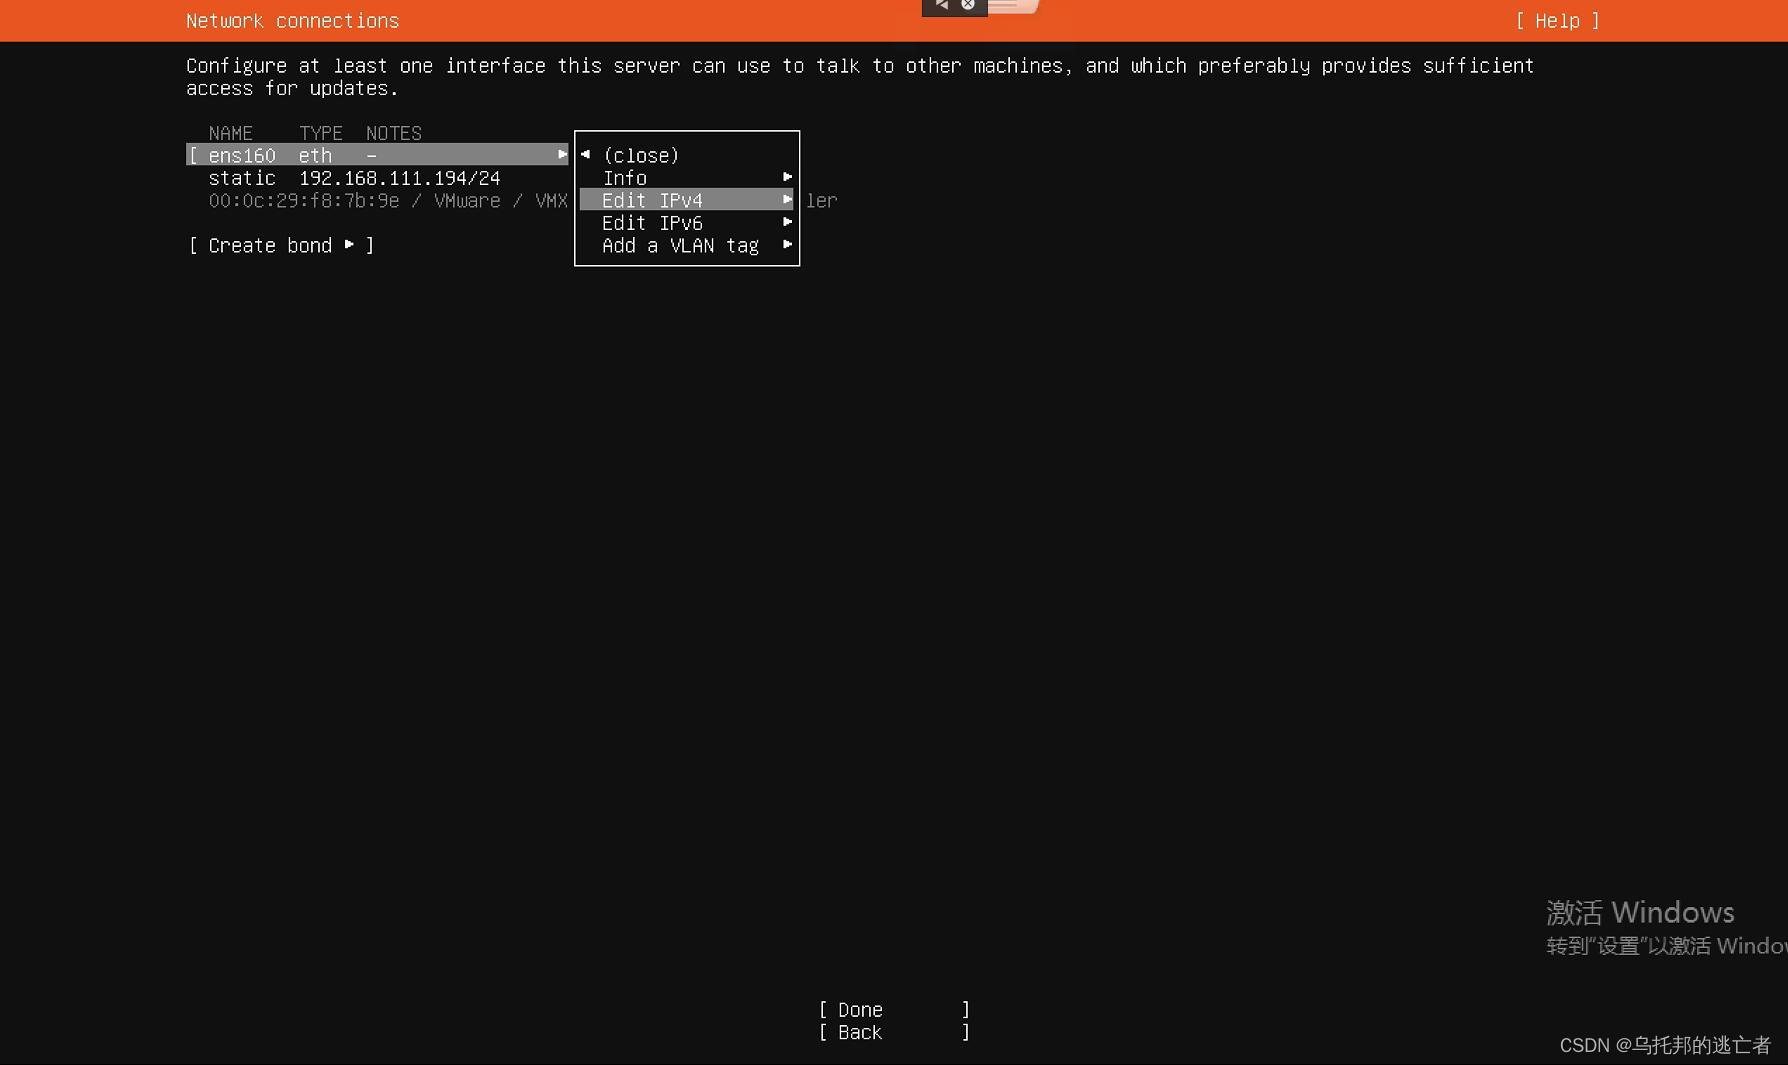 Network connections [ Help ]
Configure at least one interface this server can use to talk to other machines, and which preferably provides sufficient
access for updates.
NAME TYPE NOTES
[ ens160 eth - ▸ ◂ (close)
static 192.168.111.194/24 Info ▸
00:0c:29:f8:7b:9e / VMware / VMX Edit IPv4 ▸ ler
Edit IPv6 ▸
[ Create bond ▸ ] Add a VLAN tag ▸
激活 Windows
转到“设置”以激活 Window
[ Done ]
[ Back ]
CSDN @乌托邦的逃亡者